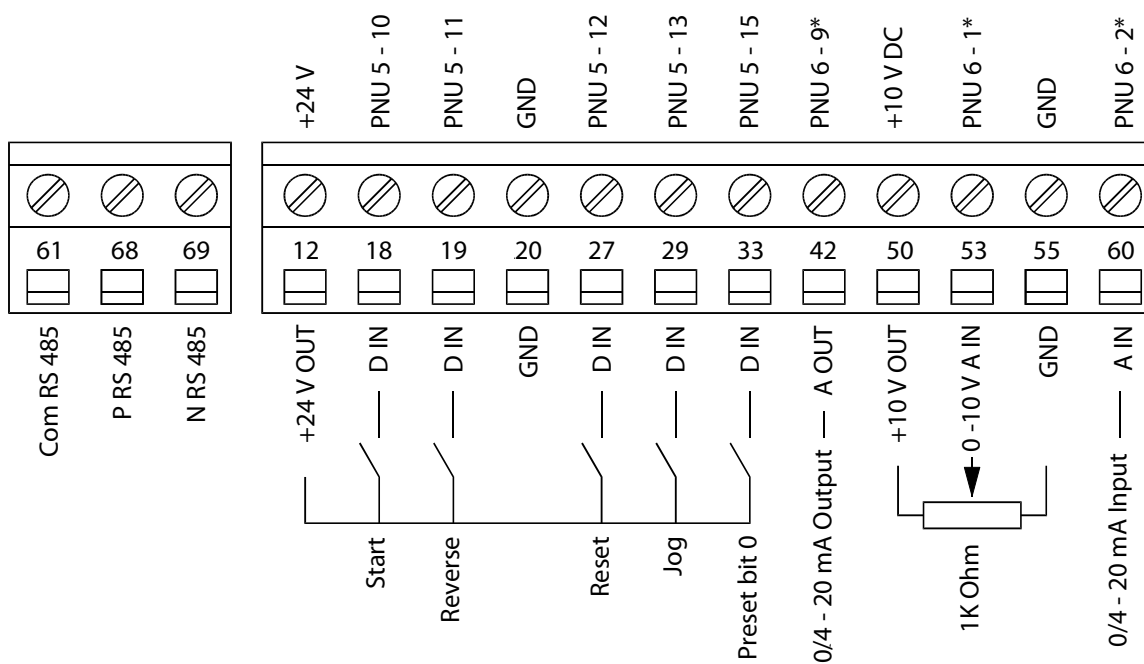 +24 V
PNU 5 - 10
PNU 5 - 11
GND
PNU 5 - 12
PNU 5 - 13
PNU 5 - 15
PNU 6 - 9*
+10 V DC
PNU 6 - 1*
GND
PNU 6 - 2*
61
68
69
12
18
19
20
27
29
33
42
50
53
55
60
Com RS 485
P RS 485
N RS 485
+24 V OUT
D IN
D IN
GND
D IN
D IN
D IN
A OUT
+10 V OUT
0 -10 V A IN
GND
A IN
Start
Reverse
Reset
Jog
Preset bit 0
0/4 - 20 mA Output
1K Ohm
0/4 - 20 mA Input